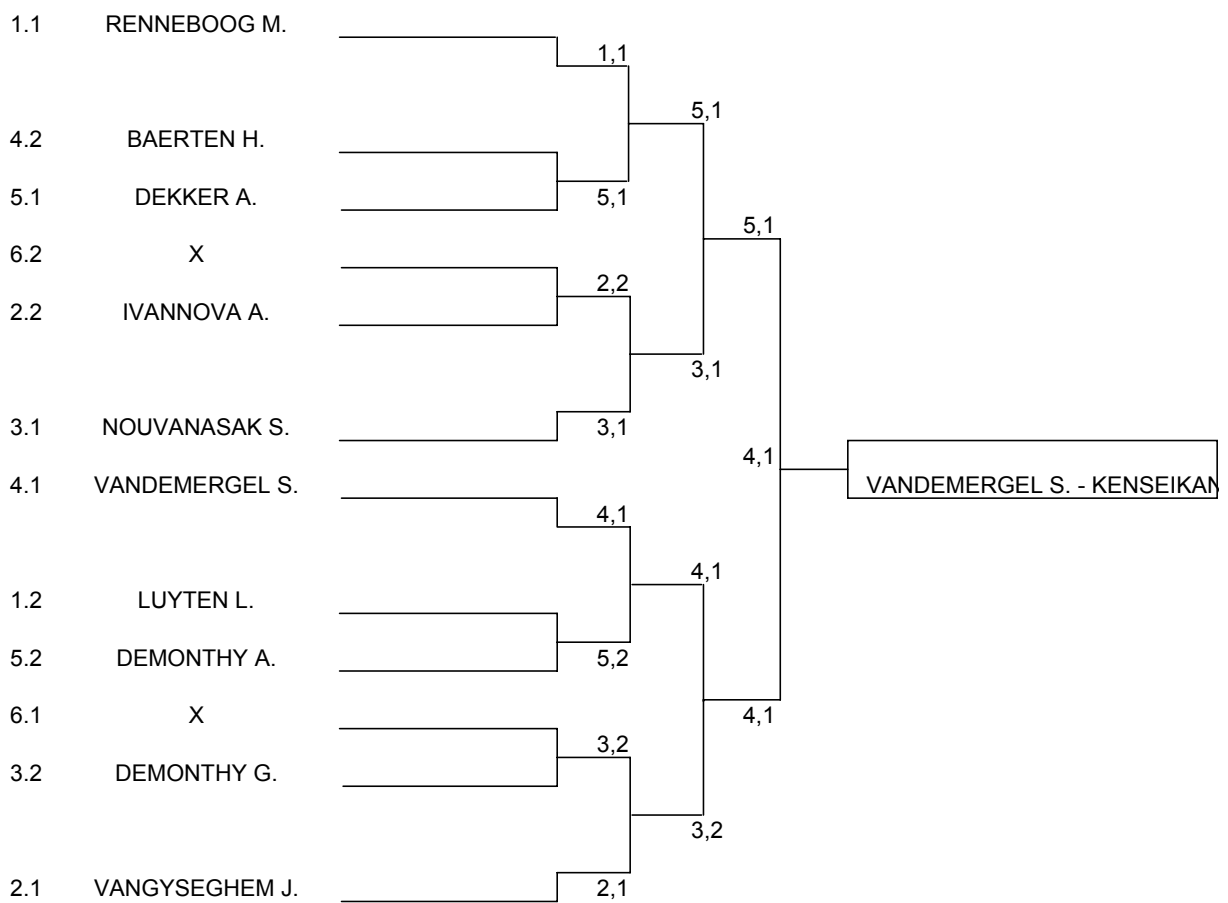 1.1 RENNEBOOG M.
1,1
5,1
4.2 BAERTEN H.
5.1 DEKKER A. 5,1
5,1
6.2 X
2,2
2.2 IVANNOVA A.
3,1
3.1 NOUVANASAK S. 3,1
4,1
4.1 VANDEMERGEL S. VANDEMERGEL S. - KENSEIKAN
4,1
4,1
1.2 LUYTEN L.
5.2 DEMONTHY A. 5,2
6.1 X 4,1
3,2
3.2 DEMONTHY G.
3,2
2.1 VANGYSEGHEM J. 2,1